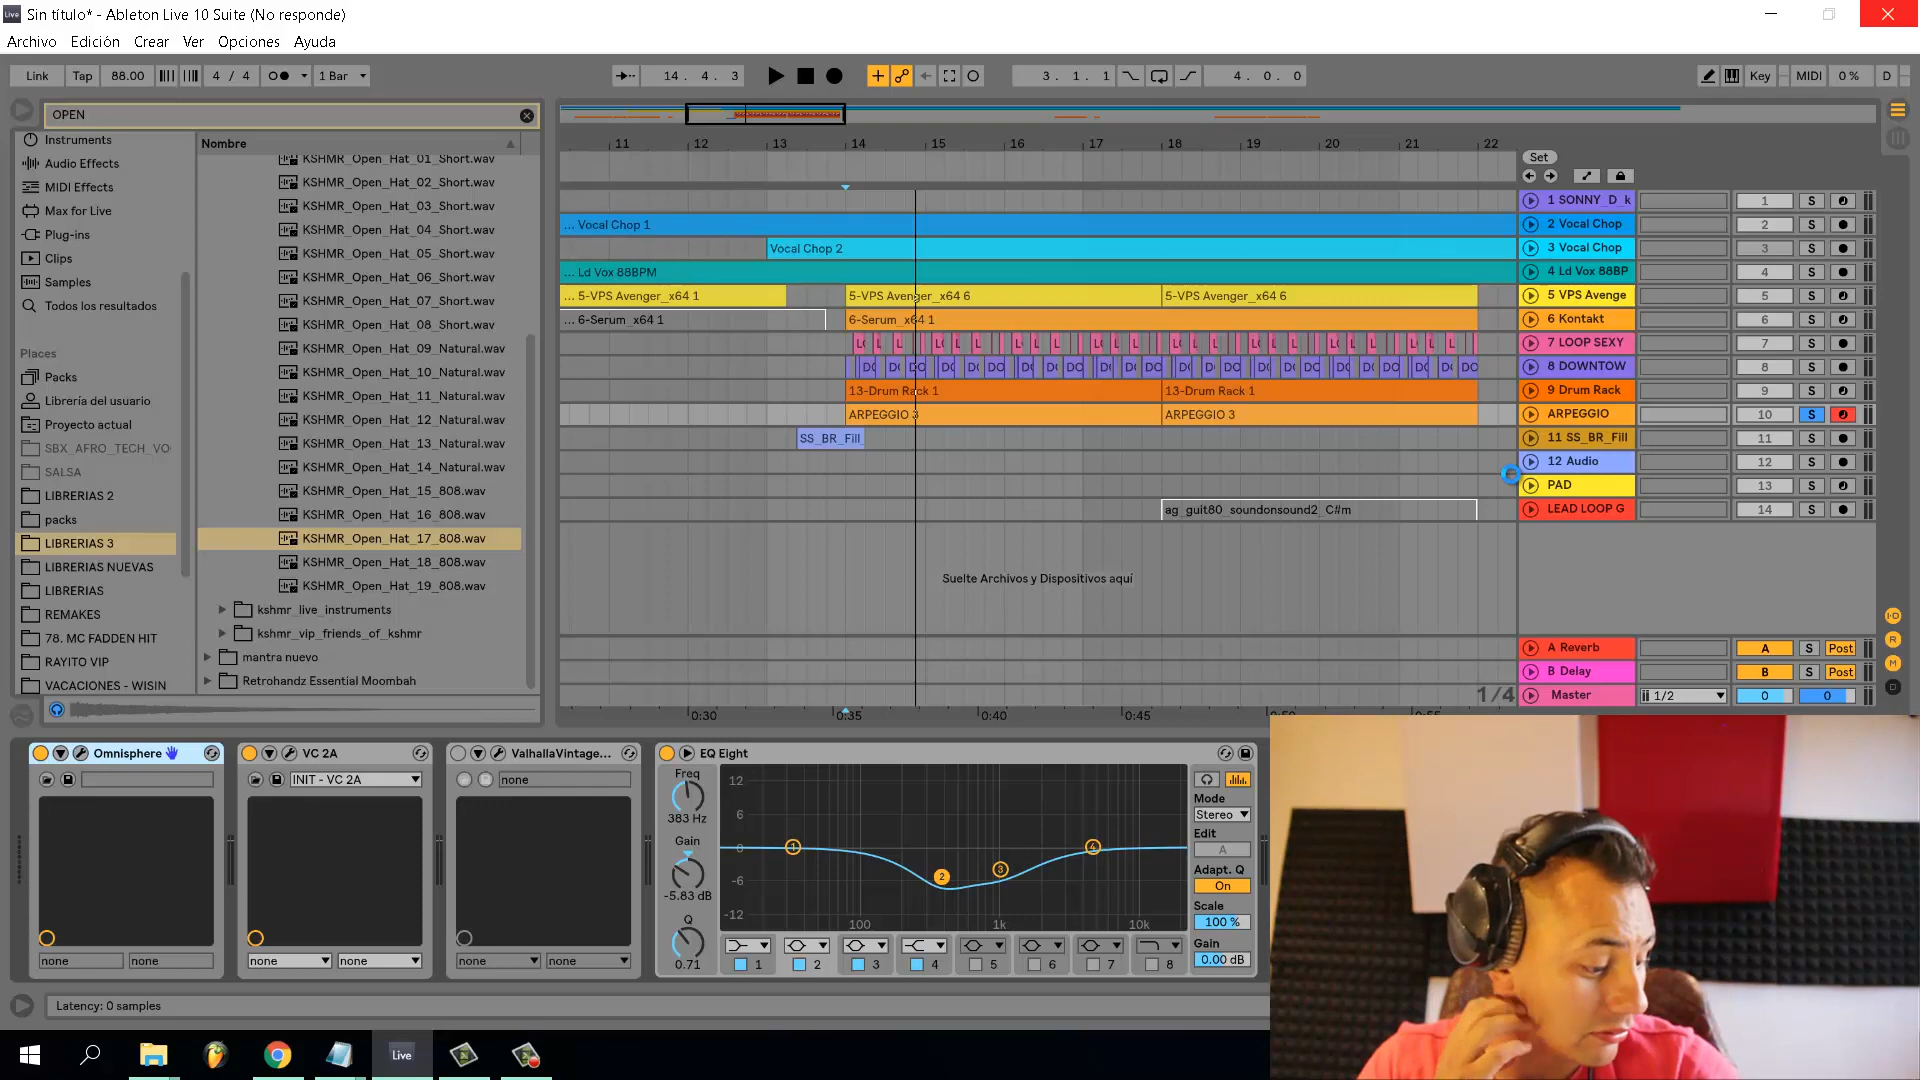 Sin título* - Ableton Live 10 Suite (No responde)
Archivo Edición Crear Ver Opciones Ayuda
Link Tap 88.00 4 / 4 1 Bar 14 . 4 . 3 3 . 1 . 1 4 . 0 . 0 Key MIDI 0 % D
OPEN
Nombre
Instruments
Audio Effects
MIDI Effects
Max for Live
Plug-ins
Clips
Samples
Todos los resultados
Places
Packs
Librería del usuario
Proyecto actual
SBX_AFRO_TECH_VO
SALSA
LIBRERIAS 2
packs
LIBRERIAS 3
LIBRERIAS NUEVAS
LIBRERIAS
REMAKES
78. MC FADDEN HIT
RAYITO VIP
VACACIONES - WISIN
KSHMR_Open_Hat_01_Short.wav
KSHMR_Open_Hat_02_Short.wav
KSHMR_Open_Hat_03_Short.wav
KSHMR_Open_Hat_04_Short.wav
KSHMR_Open_Hat_05_Short.wav
KSHMR_Open_Hat_06_Short.wav
KSHMR_Open_Hat_07_Short.wav
KSHMR_Open_Hat_08_Short.wav
KSHMR_Open_Hat_09_Natural.wav
KSHMR_Open_Hat_10_Natural.wav
KSHMR_Open_Hat_11_Natural.wav
KSHMR_Open_Hat_12_Natural.wav
KSHMR_Open_Hat_13_Natural.wav
KSHMR_Open_Hat_14_Natural.wav
KSHMR_Open_Hat_15_808.wav
KSHMR_Open_Hat_16_808.wav
KSHMR_Open_Hat_17_808.wav
KSHMR_Open_Hat_18_808.wav
KSHMR_Open_Hat_19_808.wav
kshmr_live_instruments
kshmr_vip_friends_of_kshmr
mantra nuevo
Retrohandz Essential Moombah
11 12 13 14 15 16 17 18 19 20 21 22
Set
1 SONNY_D_k 1 S
... Vocal Chop 1 2 Vocal Chop 2 S
Vocal Chop 2 3 Vocal Chop 3 S
... Ld Vox 88BPM 4 Ld Vox 88BP 4 S
... 5-VPS Avenger_x64 1 5-VPS Avenger_x64 6 5-VPS Avenger_x64 6 5 VPS Avenge 5 S
... 6-Serum_x64 1 6-Serum_x64 1 6 Kontakt 6 S
7 LOOP SEXY 7 S
8 DOWNTOW 8 S
13-Drum Rack 1 13-Drum Rack 1 9 Drum Rack 9 S
ARPEGGIO 3 ARPEGGIO 3 ARPEGGIO 10 S
SS_BR_Fill_ 11 SS_BR_Fill 11 S
12 Audio 12 S
PAD 13 S
ag_guit80_soundonsound2_C#m LEAD LOOP G 14 S
Suelte Archivos y Dispositivos aquí
A Reverb A S Post
B Delay B S Post
1/4 Master 1/2 0 0
0:30 0:35 0:40 0:45 0:50 0:55
Omnisphere
none none
VC 2A
INIT - VC 2A
none none
ValhallaVintage...
none
none none
EQ Eight
Freq
383 Hz
Gain
-5.83 dB
Q
0.71
12
6
0
-6
-12
100 1k 10k
1 2 3 4
1 2 3 4 5 6 7 8
Mode
Stereo
Edit
A
Adapt. Q
On
Scale
100 %
Gain
0.00 dB
Latency: 0 samples
Live